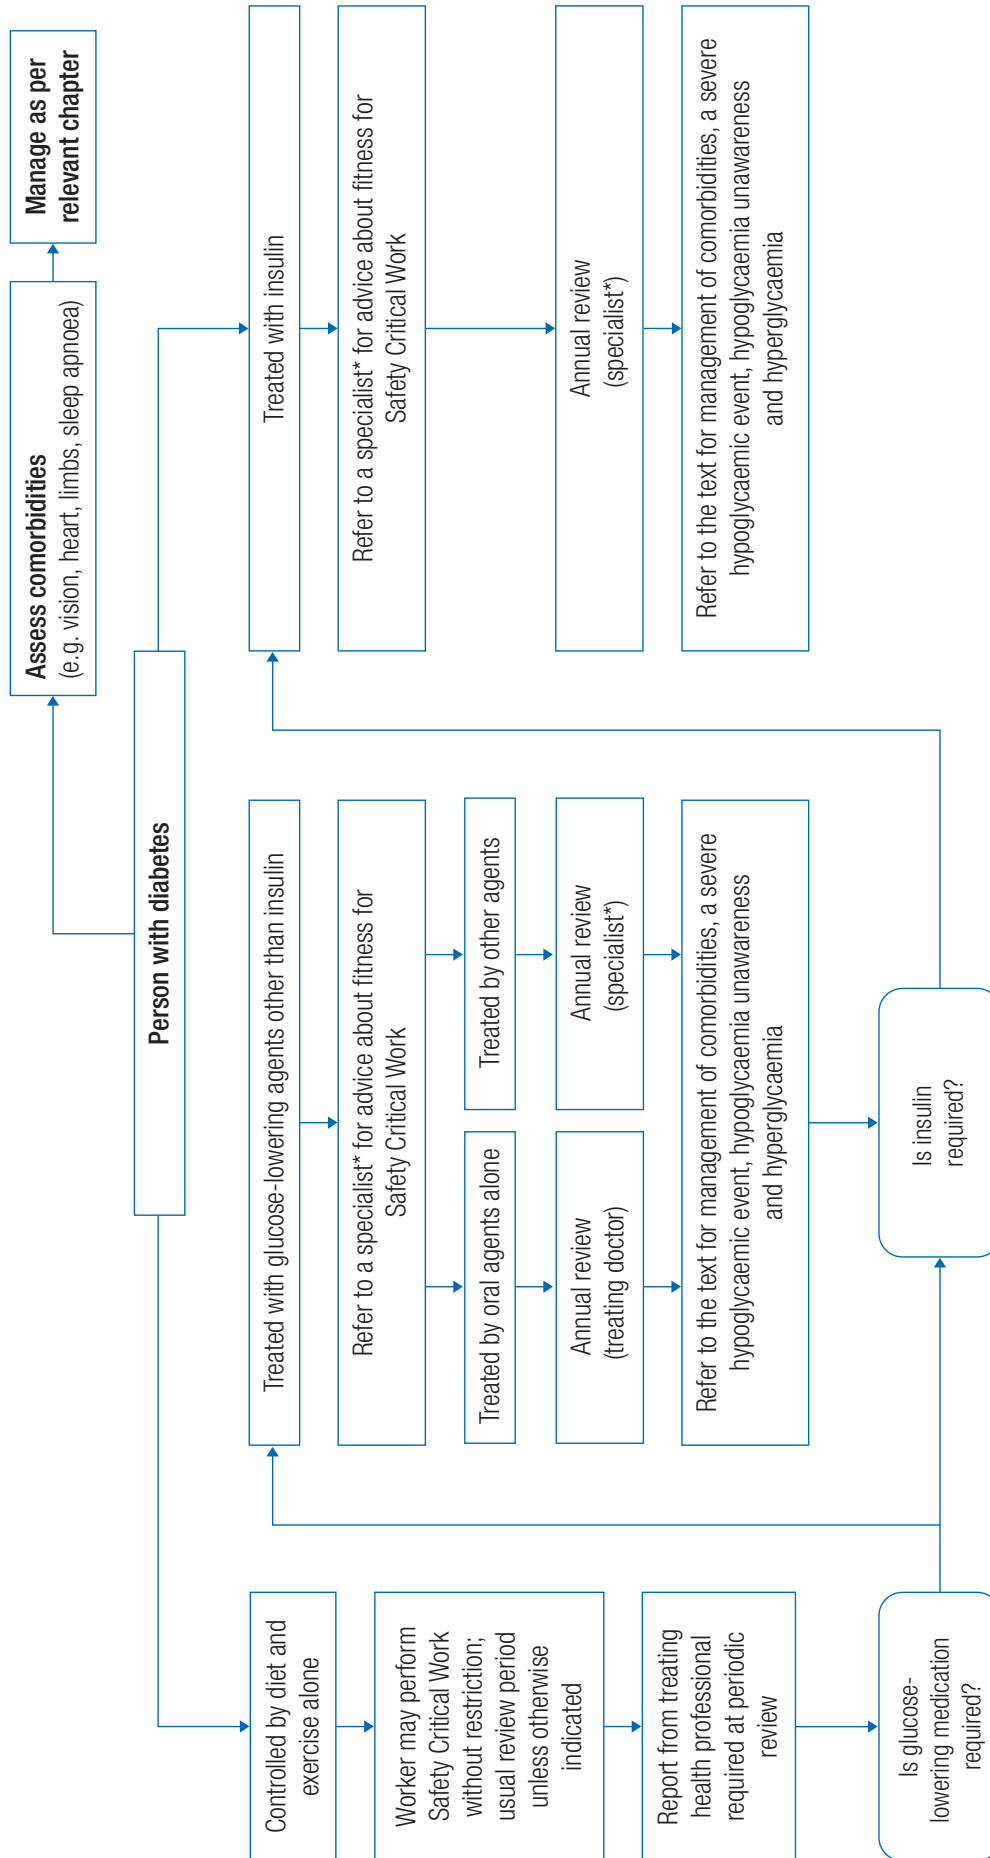 Person with diabetes
Assess comorbidities
(e.g. vision, heart, limbs, sleep apnoea)
Manage as per
relevant chapter
Controlled by diet and
exercise alone
Worker may perform
Safety Critical Work
without restriction;
usual review period
unless otherwise
indicated
Report from treating
health professional
required at periodic
review
Is glucose-
lowering medication
required?
Treated with glucose-lowering agents other than insulin
Refer to a specialist* for advice about fitness for
Safety Critical Work
Treated by oral agents alone
Annual review
(treating doctor)
Treated by other agents
Annual review
(specialist*)
Refer to the text for management of comorbidities, a severe
hypoglycaemic event, hypoglycaemia unawareness
and hyperglycaemia
Is insulin
required?
Treated with insulin
Refer to a specialist* for advice about fitness for
Safety Critical Work
Annual review
(specialist*)
Refer to the text for management of comorbidities, a severe
hypoglycaemic event, hypoglycaemia unawareness
and hyperglycaemia